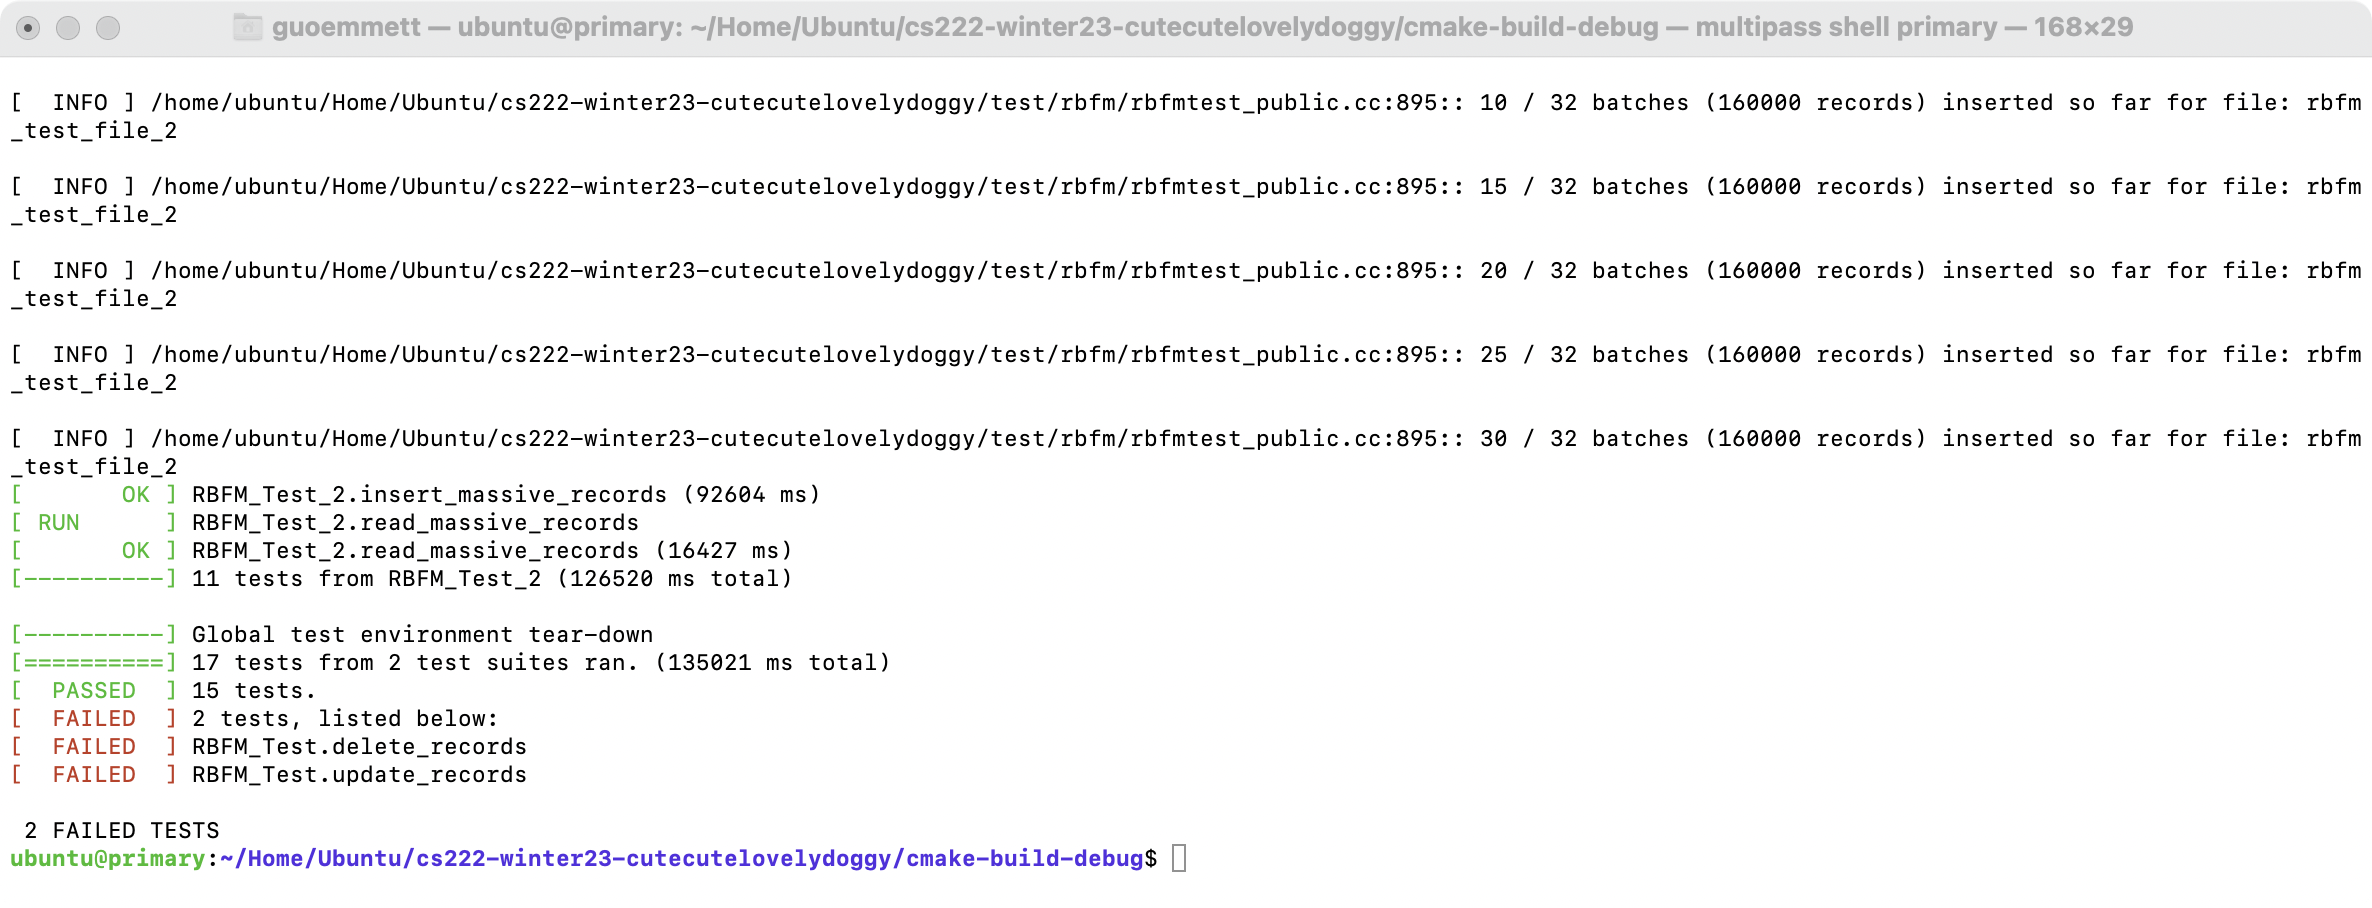 guoemmett — ubuntu@primary: ~/Home/Ubuntu/cs222-winter23-cutecutelovelydoggy/cmake-build-debug — multipass shell primary — 168×29
[  INFO ] /home/ubuntu/Home/Ubuntu/cs222-winter23-cutecutelovelydoggy/test/rbfm/rbfmtest_public.cc:895:: 10 / 32 batches (160000 records) inserted so far for file: rbfm
_test_file_2
[  INFO ] /home/ubuntu/Home/Ubuntu/cs222-winter23-cutecutelovelydoggy/test/rbfm/rbfmtest_public.cc:895:: 15 / 32 batches (160000 records) inserted so far for file: rbfm
_test_file_2
[  INFO ] /home/ubuntu/Home/Ubuntu/cs222-winter23-cutecutelovelydoggy/test/rbfm/rbfmtest_public.cc:895:: 20 / 32 batches (160000 records) inserted so far for file: rbfm
_test_file_2
[  INFO ] /home/ubuntu/Home/Ubuntu/cs222-winter23-cutecutelovelydoggy/test/rbfm/rbfmtest_public.cc:895:: 25 / 32 batches (160000 records) inserted so far for file: rbfm
_test_file_2
[  INFO ] /home/ubuntu/Home/Ubuntu/cs222-winter23-cutecutelovelydoggy/test/rbfm/rbfmtest_public.cc:895:: 30 / 32 batches (160000 records) inserted so far for file: rbfm
_test_file_2
[       OK ] RBFM_Test_2.insert_massive_records (92604 ms)
[ RUN      ] RBFM_Test_2.read_massive_records
[       OK ] RBFM_Test_2.read_massive_records (16427 ms)
[----------] 11 tests from RBFM_Test_2 (126520 ms total)
[----------] Global test environment tear-down
[==========] 17 tests from 2 test suites ran. (135021 ms total)
[  PASSED  ] 15 tests.
[  FAILED  ] 2 tests, listed below:
[  FAILED  ] RBFM_Test.delete_records
[  FAILED  ] RBFM_Test.update_records
 2 FAILED TESTS
ubuntu@primary:~/Home/Ubuntu/cs222-winter23-cutecutelovelydoggy/cmake-build-debug$